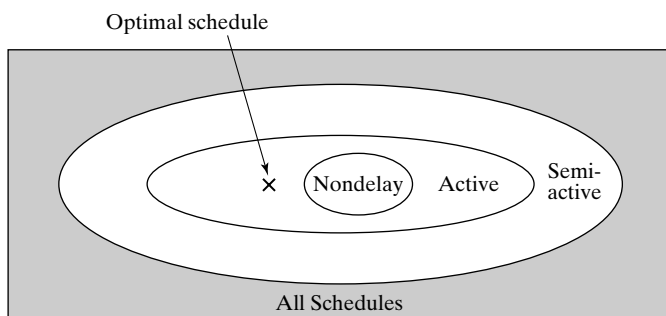 Optimal schedule
Nondelay
Active
Semi-
active
All Schedules